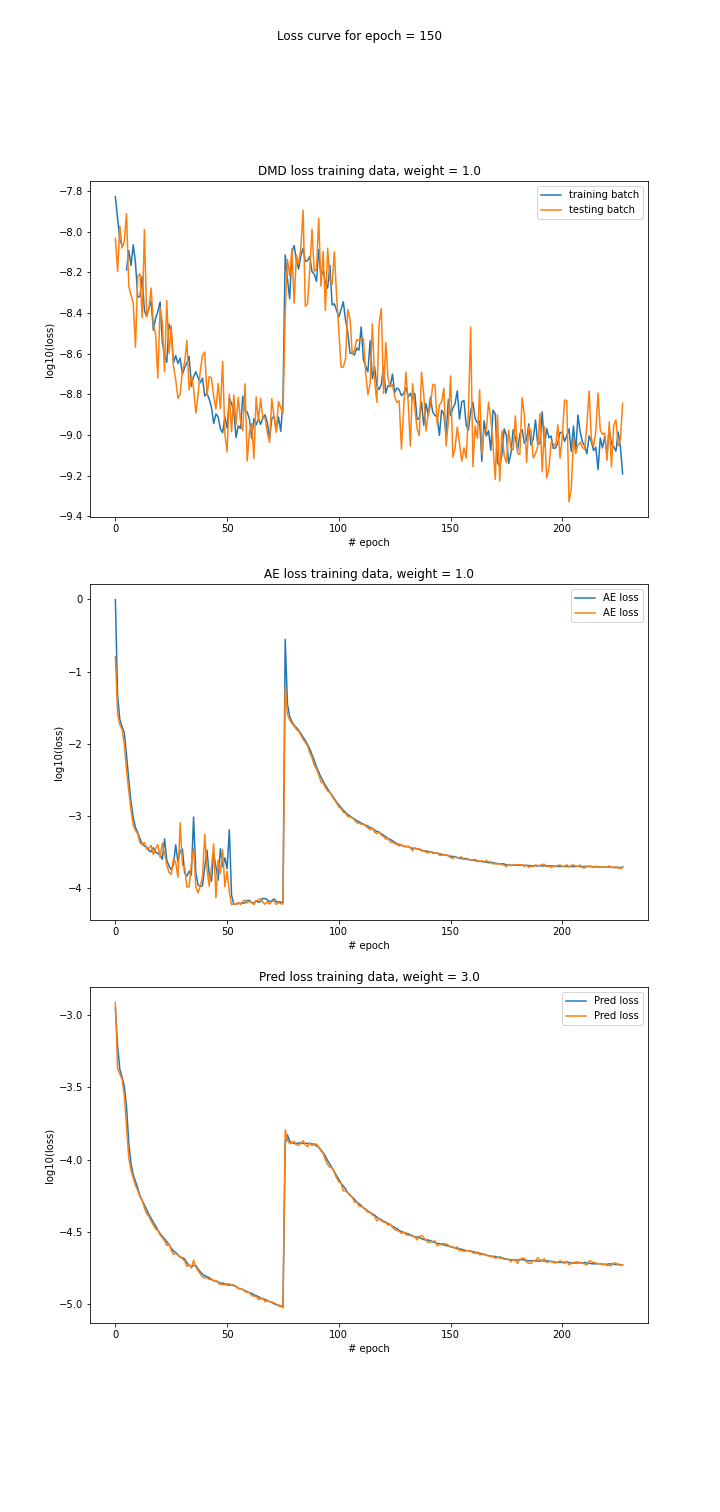 Loss curve for epoch = 150
DMD loss training data, weight = 1.0
−7.8
−8.0
−8.2
−8.4
−8.6
−8.8
−9.0
−9.2
−9.4
log10(loss)
training batch
testing batch
0 50 100 150 200
# epoch
AE loss training data, weight = 1.0
0
−1
−2
−3
−4
log10(loss)
AE loss
AE loss
0 50 100 150 200
# epoch
Pred loss training data, weight = 3.0
−3.0
−3.5
−4.0
−4.5
−5.0
log10(loss)
Pred loss
Pred loss
0 50 100 150 200
# epoch